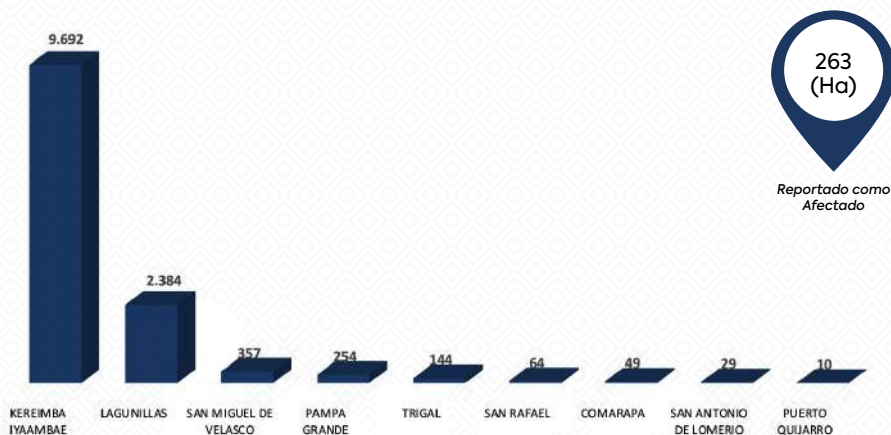 9.692
2.384
357
254
144
64
49
29
10
KEREIMBA
IYAAMBAE
LAGUNILLAS
SAN MIGUEL DE
VELASCO
PAMPA
GRANDE
TRIGAL
SAN RAFAEL
COMARAPA
SAN ANTONIO
DE LOMERIO
PUERTO
QUIJARRO
263
(Ha)
Reportado como
Afectado